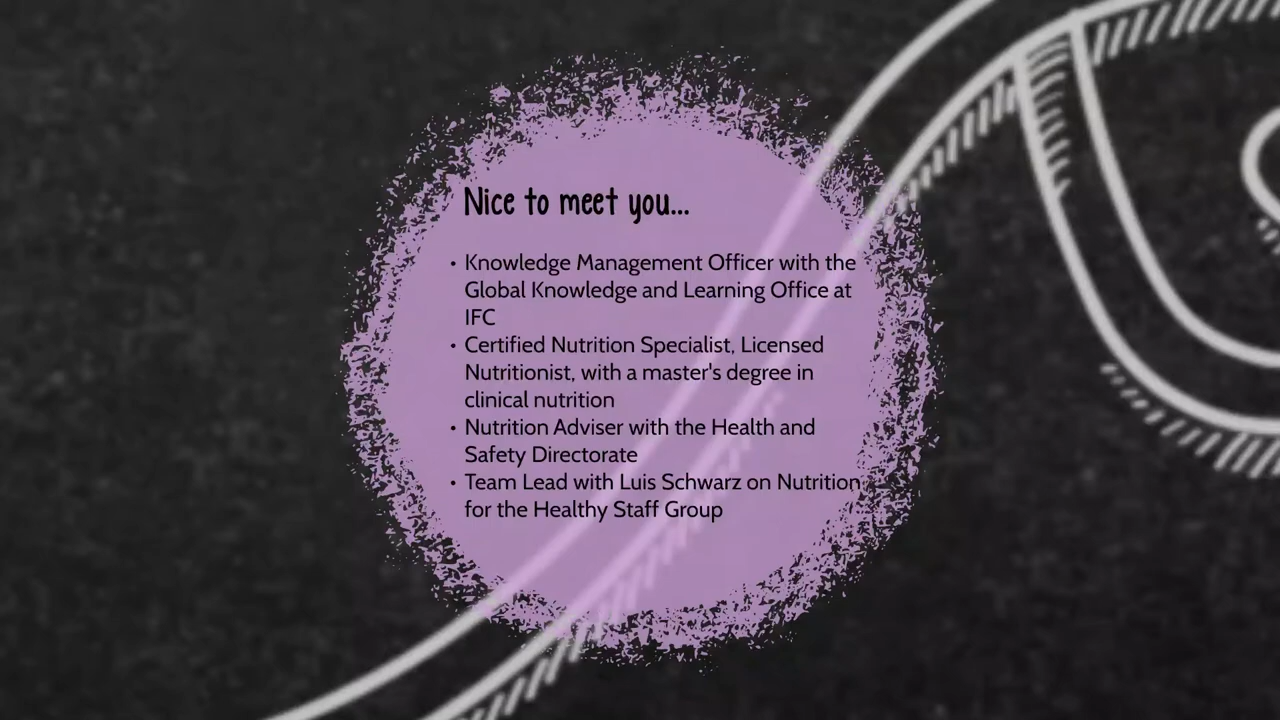 Nice to meet you...
• Knowledge Management Officer with the
Global Knowledge and Learning Office at
IFC
• Certified Nutrition Specialist, Licensed
Nutritionist, with a master's degree in
clinical nutrition
• Nutrition Adviser with the Health and
Safety Directorate
• Team Lead with Luis Schwarz on Nutrition
for the Healthy Staff Group